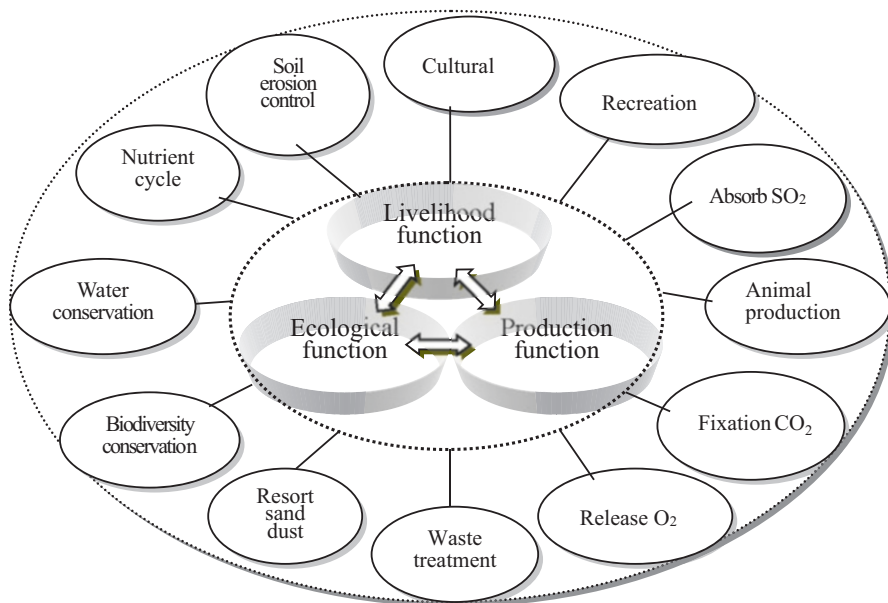 Soil
erosion
control
Cultural
Recreation
Nutrient
cycle
Absorb SO₂
Livelihood
function
Water
conservation
Animal
production
Ecological
function
Production
function
Biodiversity
conservation
Fixation CO₂
Resort
sand
dust
Waste
treatment
Release O₂